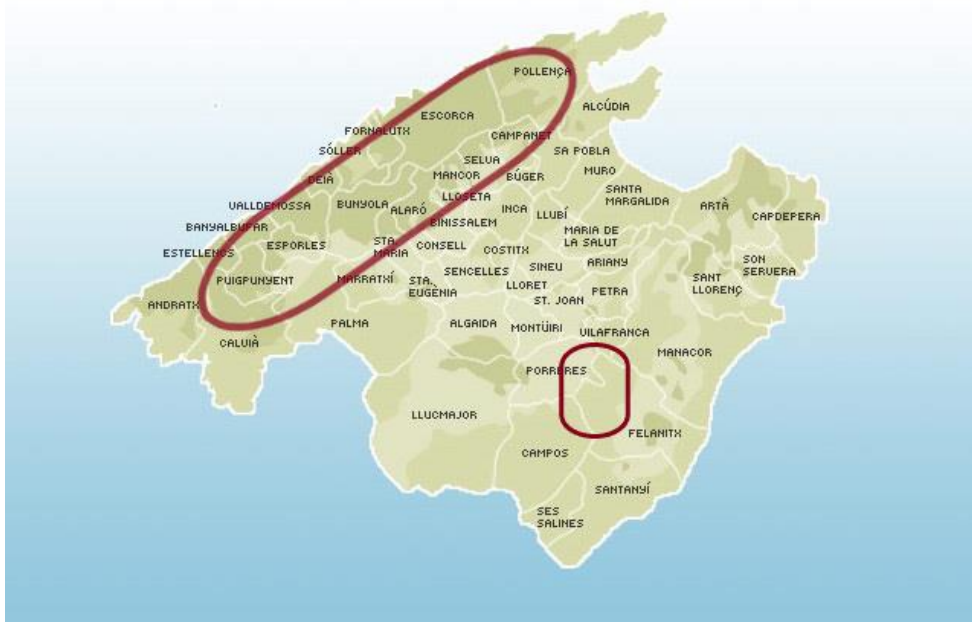 POLLENÇA
ALCÚDIA
ESCORCA
FORNALUTX
CAMPANET
SÓLLER
SA POBLA
SELVA
MURO
DEIÀ
MANCOR
BÚGER
SANTA
MARGALIDA
LLOSETA
VALLDEMOSSA
BUNYOLA
ALARÓ
INCA
LLUBÍ
ARTÀ
CAPDEPERA
BANYALBUFAR
BINISSALEM
MARIA DE
LA SALUT
ESTELLENCS
ESPORLES
STA.
MARIA
CONSELL
COSTITX
ARIANY
SON
SERVERA
PUIGPUNYENT
MARRATXÍ
STA.
EUGÈNIA
SENCELLES
SINEU
LLORET
PETRA
SANT
LLORENÇ
ANDRATX
ST. JOAN
PALMA
ALGAIDA
MONTÜIRI
VILAFRANCA
CALVIÀ
MANACOR
PORRERES
LLUCMAJOR
FELANITX
CAMPOS
SANTANYÍ
SES
SALINES